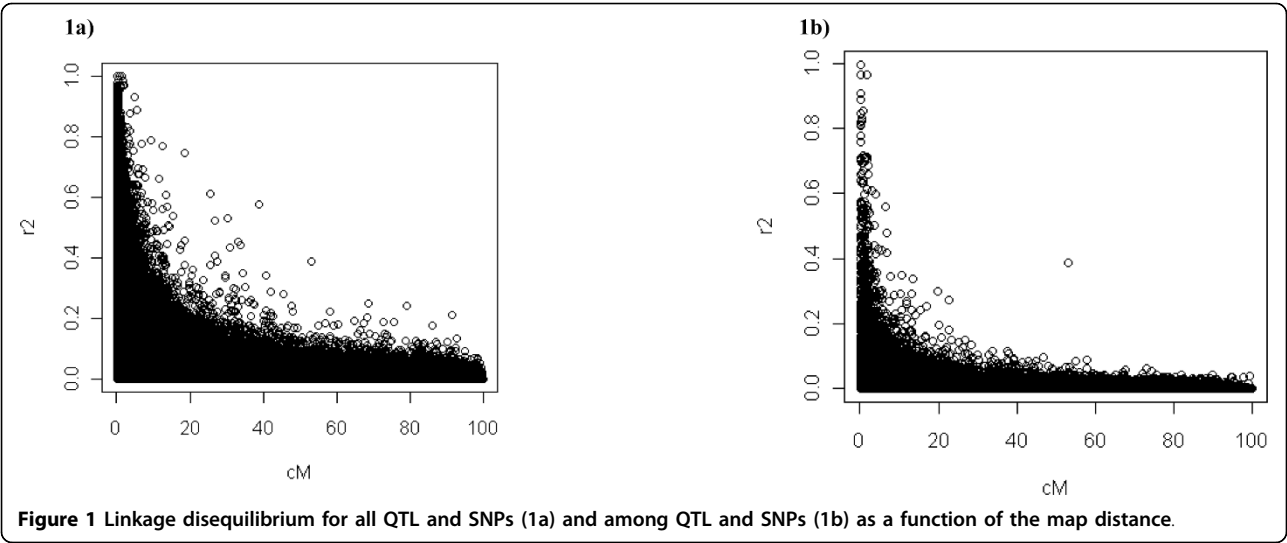 1a)
1b)
1.0
0.8
0.6
0.4
0.2
0.0
r2
0 20 40 60 80 100
cM
1.0
0.8
0.6
0.4
0.2
0.0
r2
0 20 40 60 80 100
cM
Figure 1 Linkage disequilibrium for all QTL and SNPs (1a) and among QTL and SNPs (1b) as a function of the map distance.